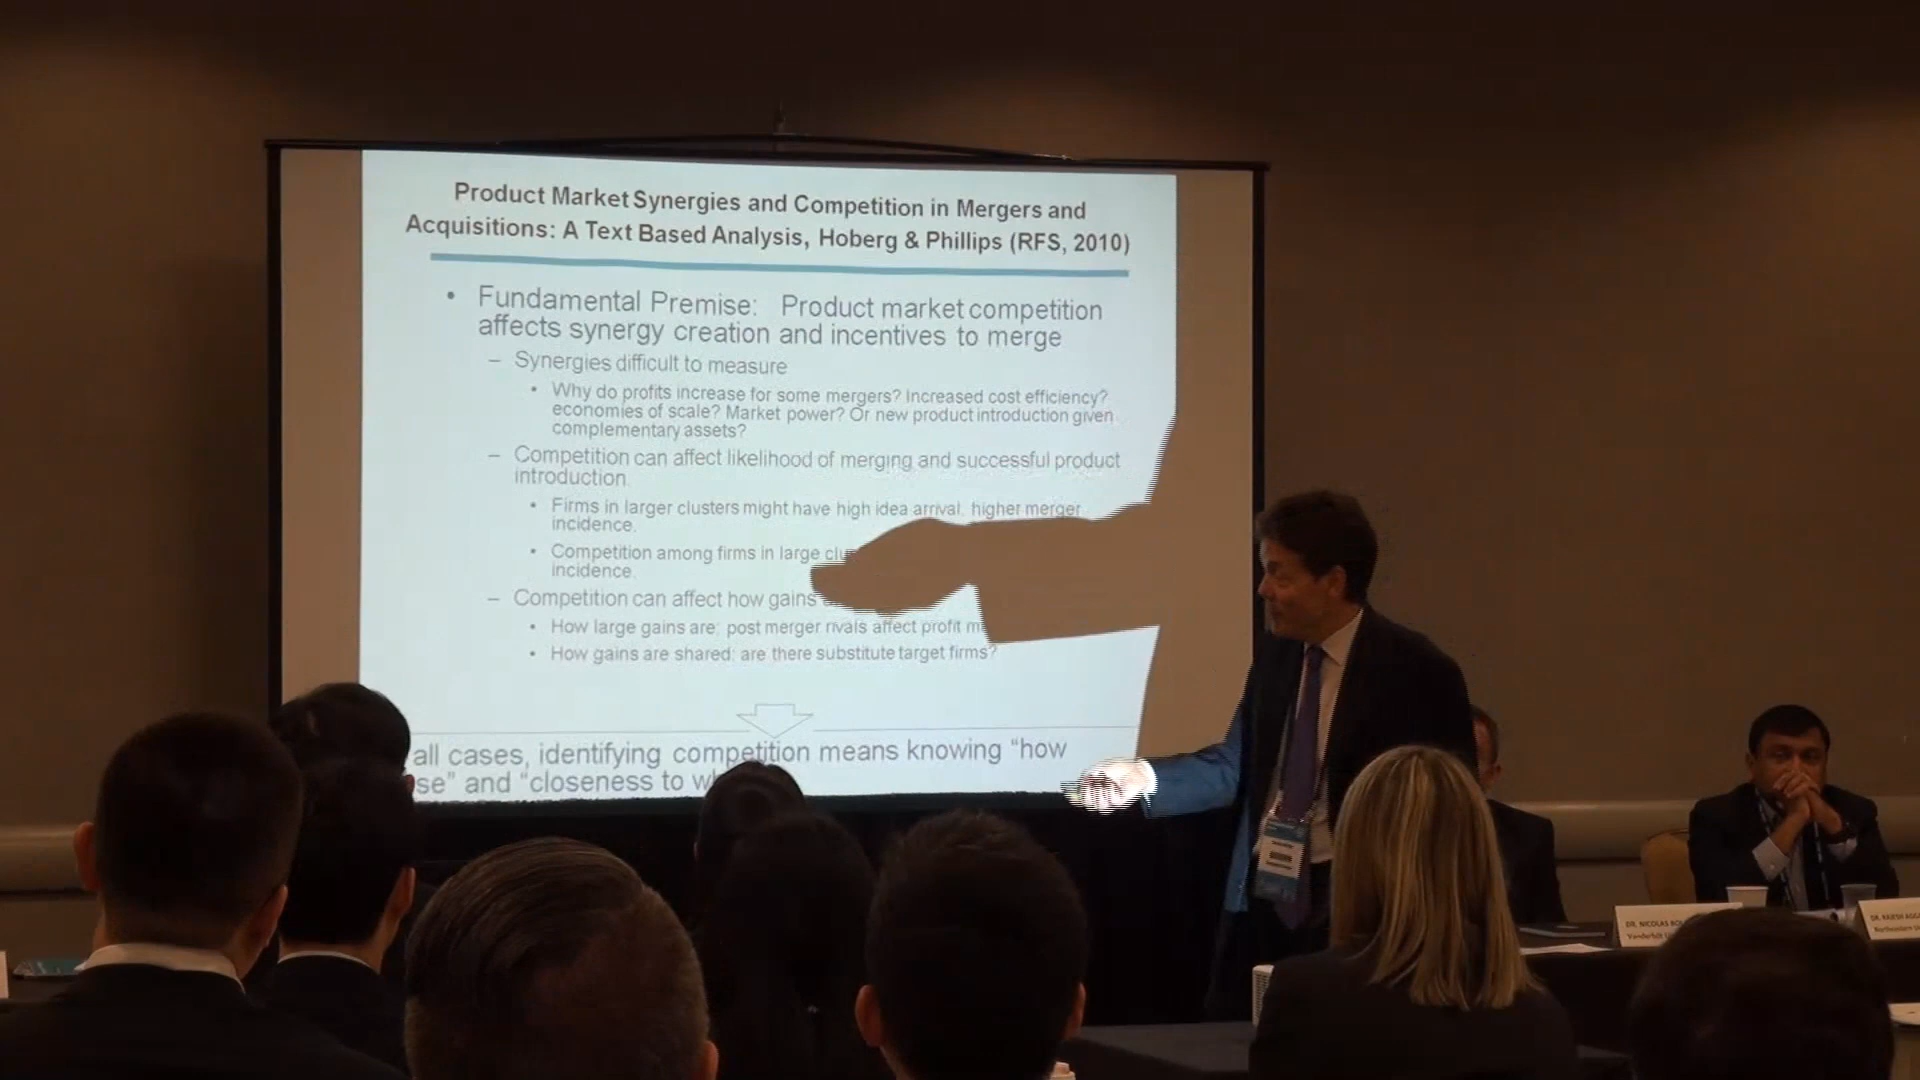 Product Market Synergies and Competition in Mergers and
Acquisitions: A Text Based Analysis, Hoberg & Phillips (RFS, 2010)
• Fundamental Premise: Product market competition
affects synergy creation and incentives to merge
– Synergies difficult to measure
• Why do profits increase for some mergers? Increased cost efficiency?
economies of scale? Market power? Or new product introduction given
complementary assets?
– Competition can affect likelihood of merging and successful product
introduction.
• Firms in larger clusters might have high idea arrival, higher merger
incidence.
• Competition among firms in large
incidence.
– Competition can affect how gains
• How large gains are: post merger rivals affect profit
• How gains are shared: are there substitute target firms?
all cases, identifying competition means knowing “how
se” and “closeness to
DR. NICOLAS
Vanderbilt
DR. RAJESH